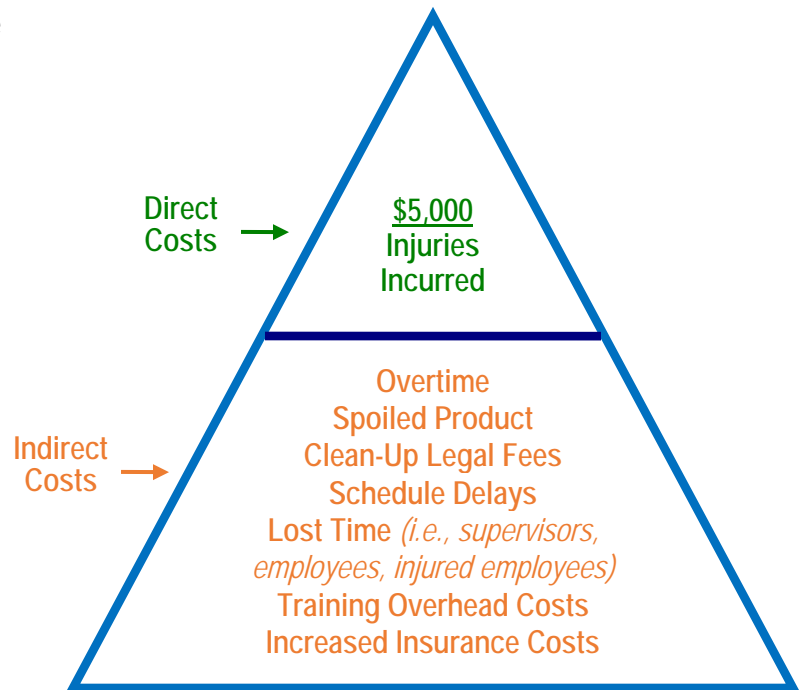 Direct
Costs
$5,000
Injuries
Incurred
Indirect
Costs
Overtime
Spoiled Product
Clean-Up Legal Fees
Schedule Delays
Lost Time (i.e., supervisors,
employees, injured employees)
Training Overhead Costs
Increased Insurance Costs